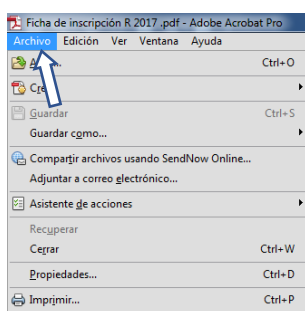 Ficha de inscripción R 2017 .pdf - Adobe Acrobat Pro
Archivo Edición Ver Ventana Ayuda
Ctrl+O
Guardar Ctrl+S
Guardar como...
Compartir archivos usando SendNow Online...
Adjuntar a correo electrónico...
Asistente de acciones
Recuperar
Cerrar Ctrl+W
Propiedades... Ctrl+D
Imprimir... Ctrl+P